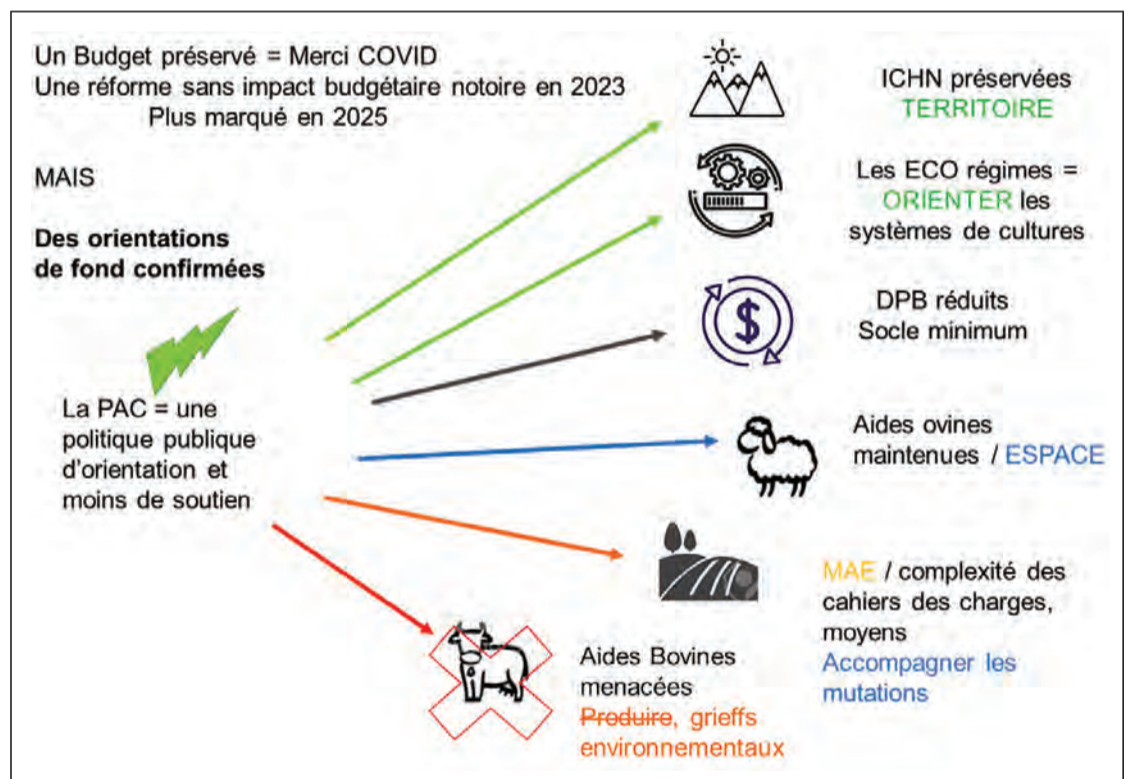 Un Budget préservé = Merci COVID
Une réforme sans impact budgétaire notoire en 2023
Plus marqué en 2025
MAIS
Des orientations
de fond confirmées
La PAC = une
politique publique
d'orientation et
moins de soutien
ICHN préservées
TERRITOIRE
Les ECO régimes =
ORIENTER les
systèmes de cultures
$
DPB réduits
Socle minimum
Aides ovines
maintenues / ESPACE
MAE / complexité des
cahiers des charges,
moyens
Accompagner les
mutations
Aides Bovines
menacées
Produire, grieffs
environnementaux